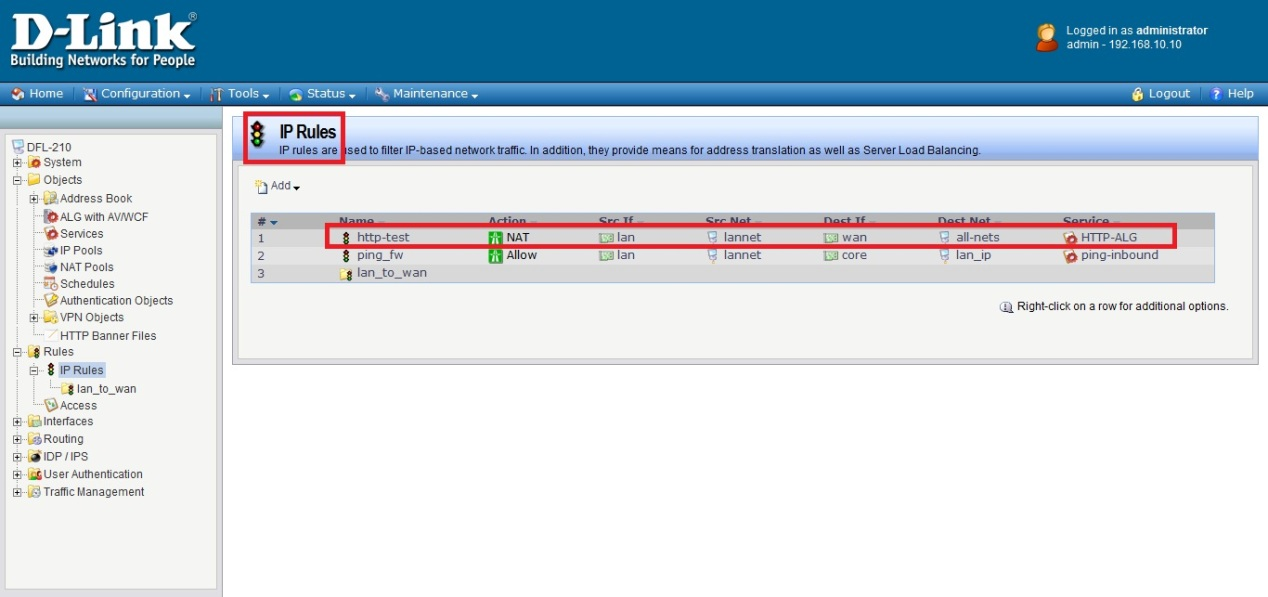 D-Link®
Building Networks for People
Logged in as administrator
admin - 192.168.10.10
Home Configuration Tools Status Maintenance Logout Help
DFL-210
System
Objects
Address Book
ALG with AV/WCF
Services
IP Pools
NAT Pools
Schedules
Authentication Objects
VPN Objects
HTTP Banner Files
Rules
IP Rules
lan_to_wan
Access
Interfaces
Routing
IDP / IPS
User Authentication
Traffic Management
IP Rules
IP rules are used to filter IP-based network traffic. In addition, they provide means for address translation as well as Server Load Balancing.
Add
# Name Action Src If Src Net Dest If Dest Net Service
1 http-test NAT lan lannet wan all-nets HTTP-ALG
2 ping_fw Allow lan lannet core lan_ip ping-inbound
3 lan_to_wan
Right-click on a row for additional options.